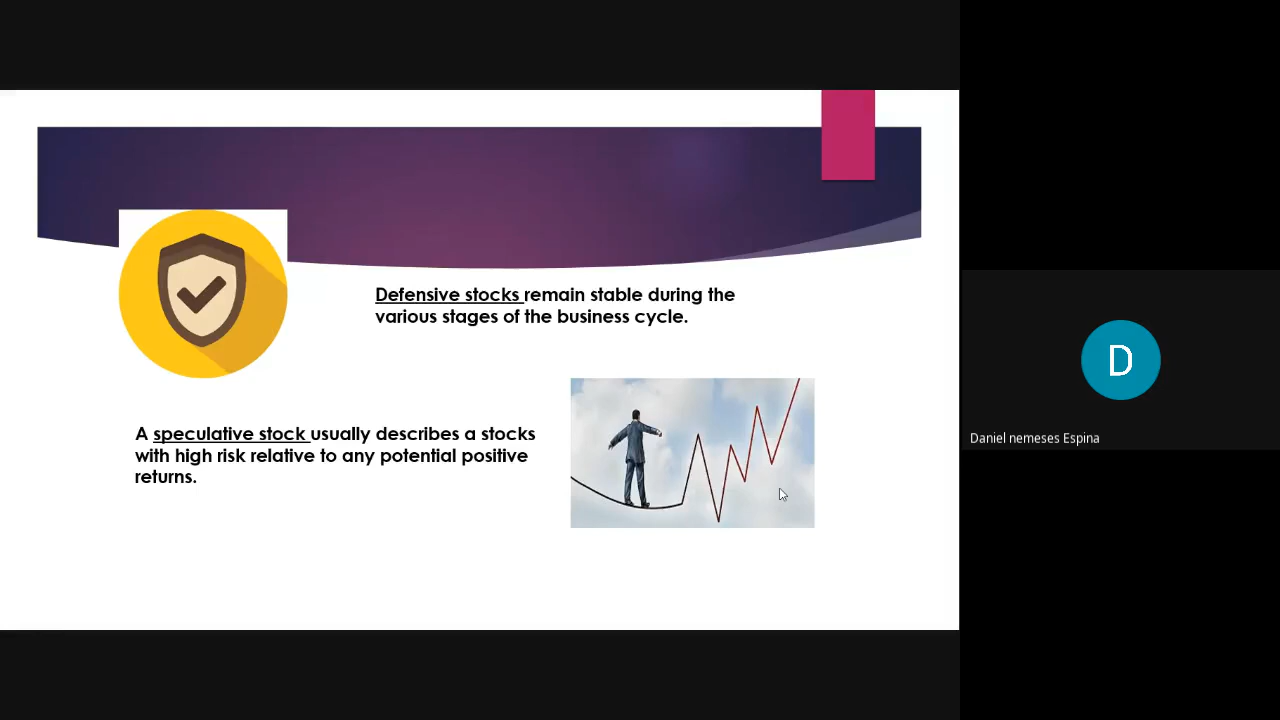 Defensive stocks remain stable during the
various stages of the business cycle.
A speculative stock usually describes a stocks
with high risk relative to any potential positive
returns.
D
Daniel nemeses Espina